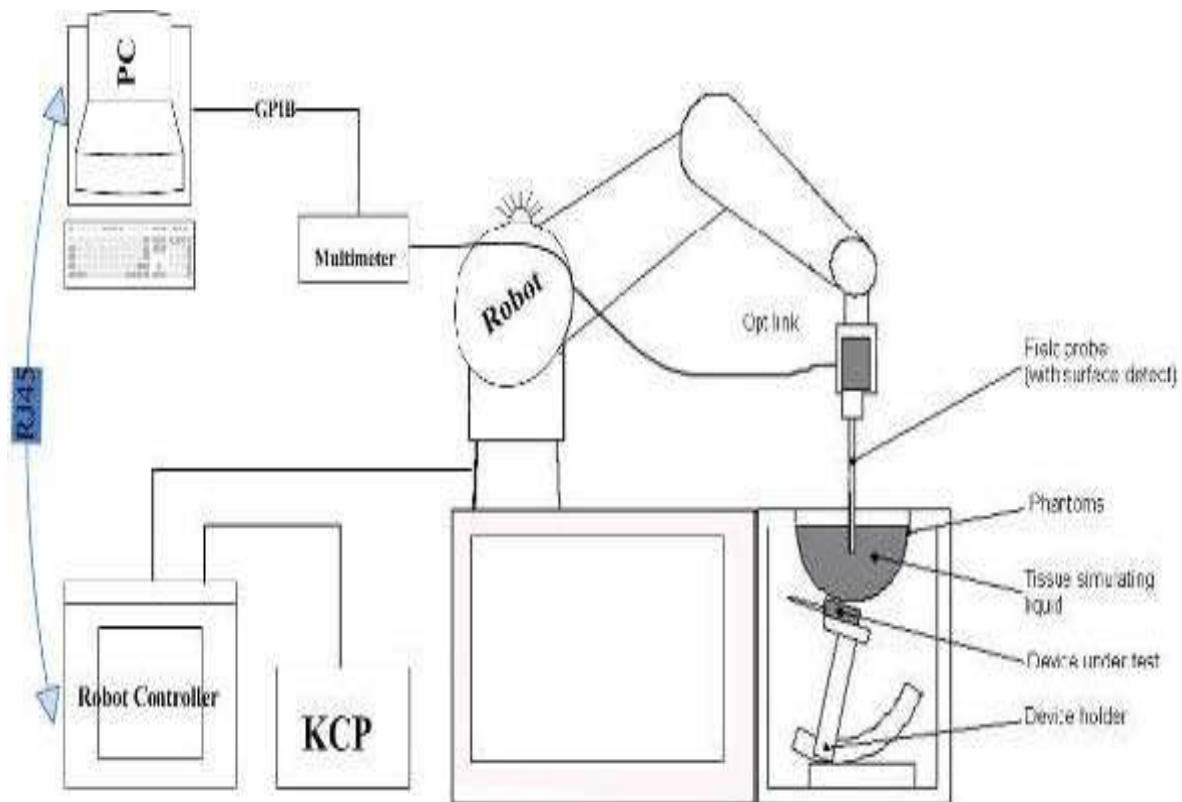 PC
GPIB
Multimeter
Robot
Opt link
Field probe
(with surface detect)
RJ45
Phantoms
Tissue simulating
liquid
Device under test
Robot Controller
KCP
Device holder